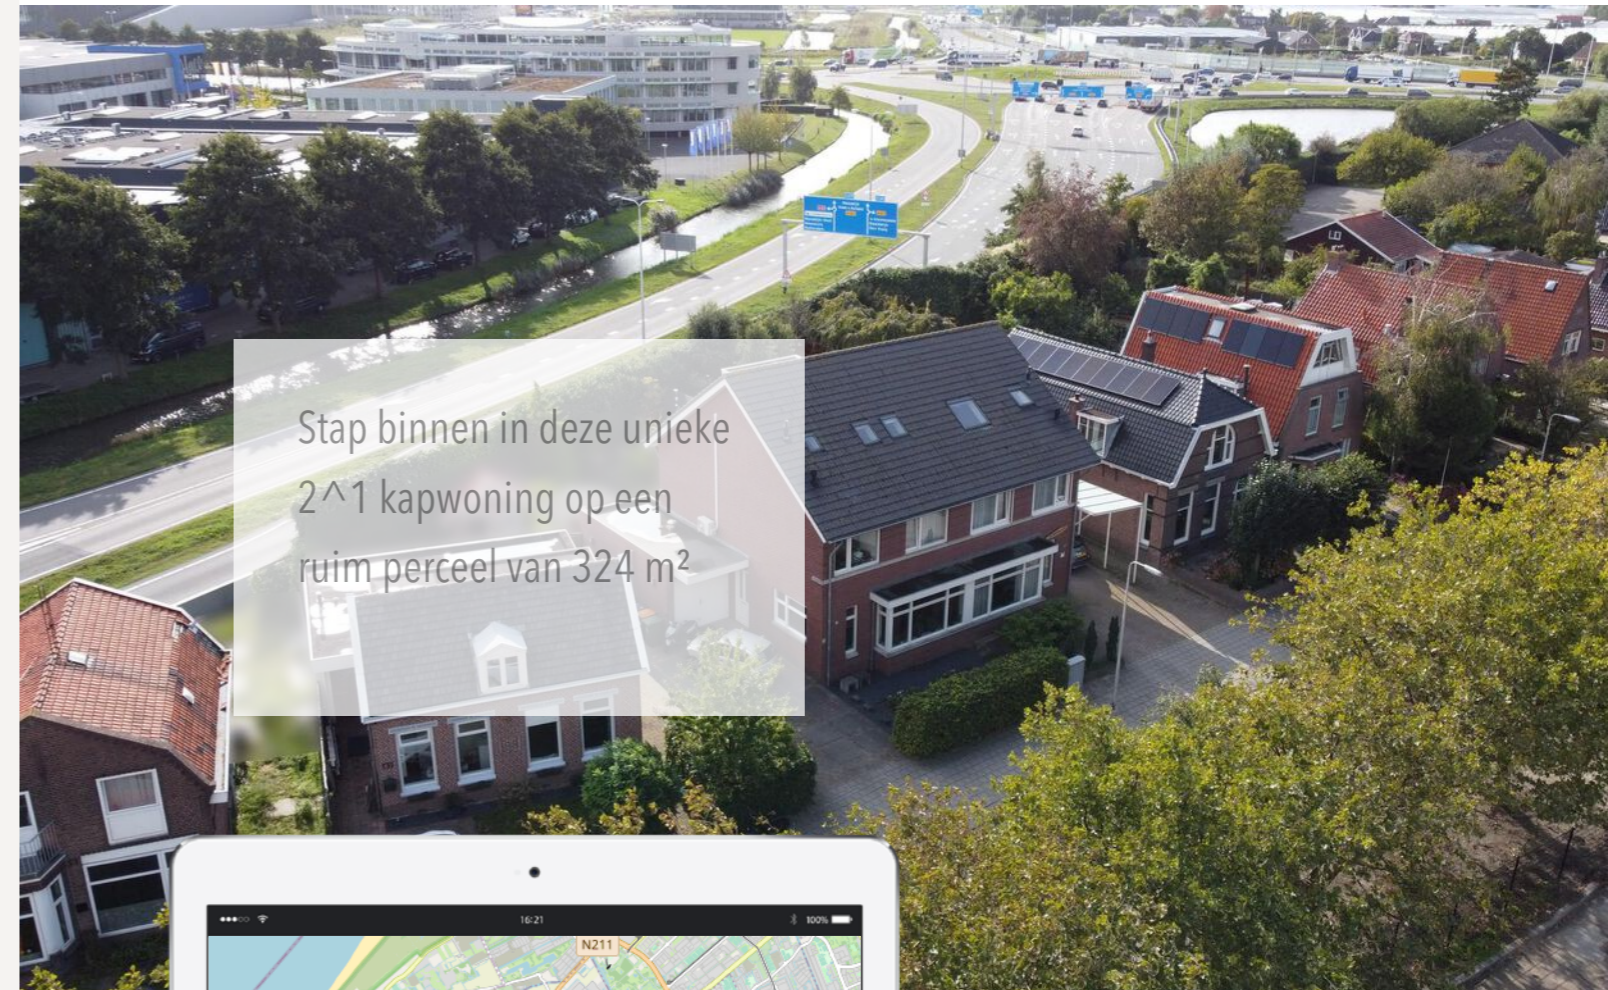 Stap binnen in deze unieke
2^1 kapwoning op een
ruim perceel van 324 m²
16:21
100%
N211